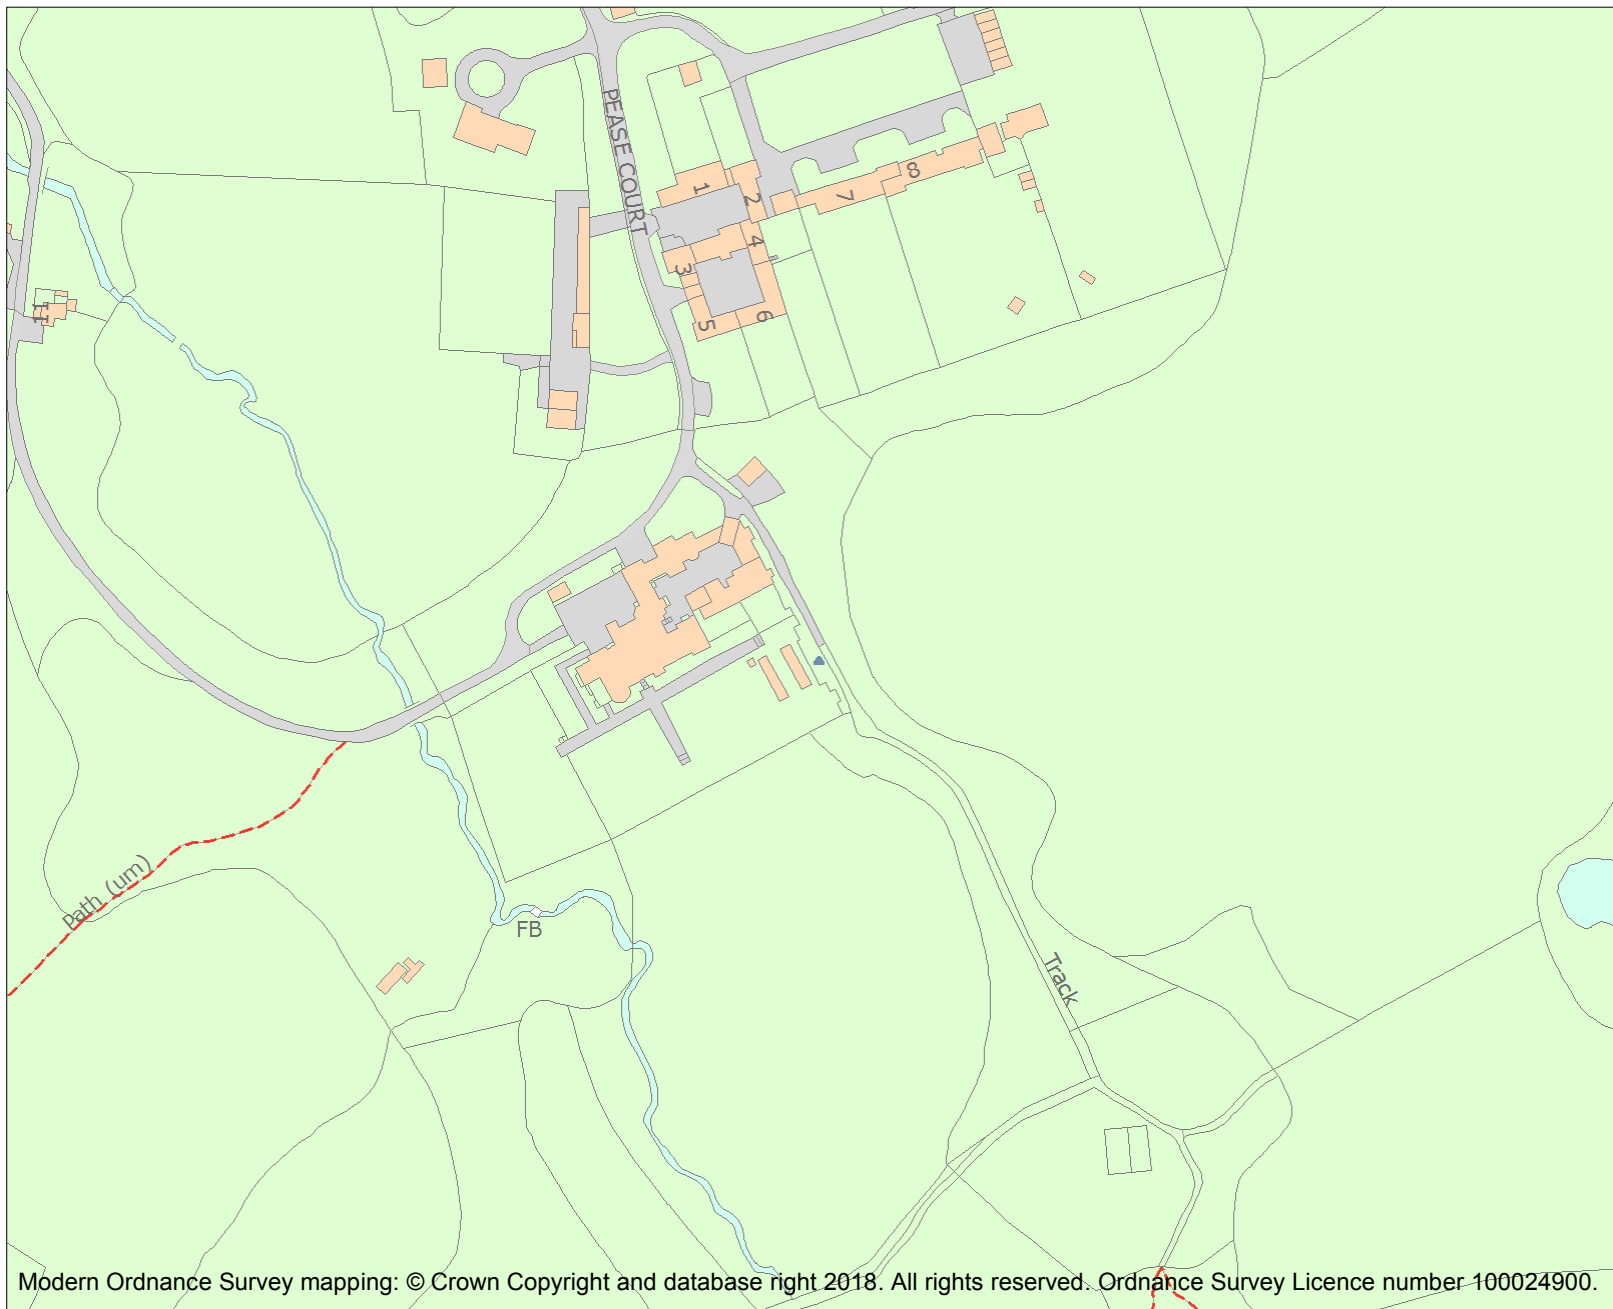 PEASE COURT
1
2
8
7
4
3
6
5
11
Path (um)
FB
Track
Modern Ordnance Survey mapping: © Crown Copyright and database right 2018. All rights reserved. Ordnance Survey Licence number 100024900.